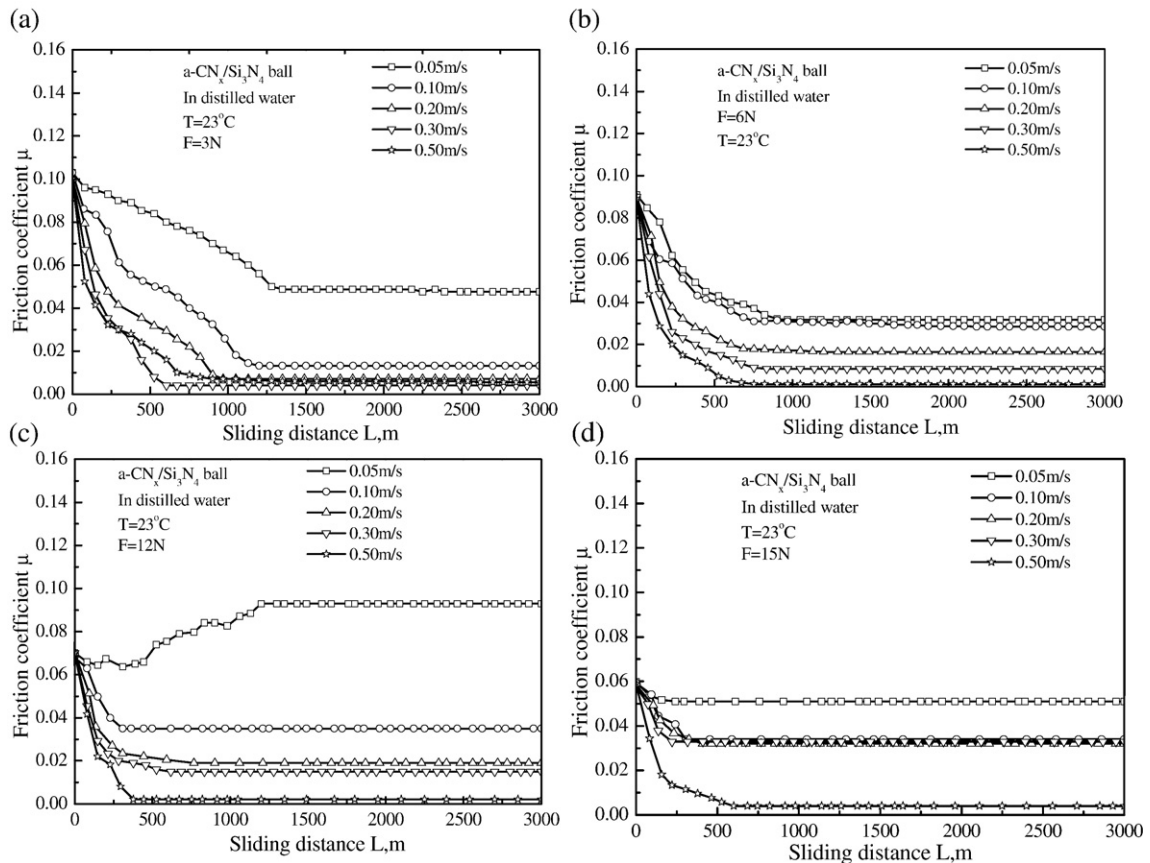 (a)
0.16
0.14
0.12
0.10
0.08
0.06
0.04
0.02
0.00
Friction coefficient μ
a-CNx/Si3N4 ball
In distilled water
T=23°C
F=3N
0.05m/s
0.10m/s
0.20m/s
0.30m/s
0.50m/s
0 500 1000 1500 2000 2500 3000
Sliding distance L,m
(b)
0.16
0.14
0.12
0.10
0.08
0.06
0.04
0.02
0.00
Friction coefficient μ
a-CNx/Si3N4 ball
In distilled water
F=6N
T=23°C
0.05m/s
0.10m/s
0.20m/s
0.30m/s
0.50m/s
0 500 1000 1500 2000 2500 3000
Sliding distance L,m
(c)
0.16
0.14
0.12
0.10
0.08
0.06
0.04
0.02
0.00
Friction coefficient μ
a-CNx/Si3N4 ball
In distilled water
T=23°C
F=12N
0.05m/s
0.10m/s
0.20m/s
0.30m/s
0.50m/s
0 500 1000 1500 2000 2500 3000
Sliding distance L,m
(d)
0.16
0.14
0.12
0.10
0.08
0.06
0.04
0.02
0.00
Friction coefficient μ
a-CNx/Si3N4 ball
In distilled water
T=23°C
F=15N
0.05m/s
0.10m/s
0.20m/s
0.30m/s
0.50m/s
0 500 1000 1500 2000 2500 3000
Sliding distance L,m